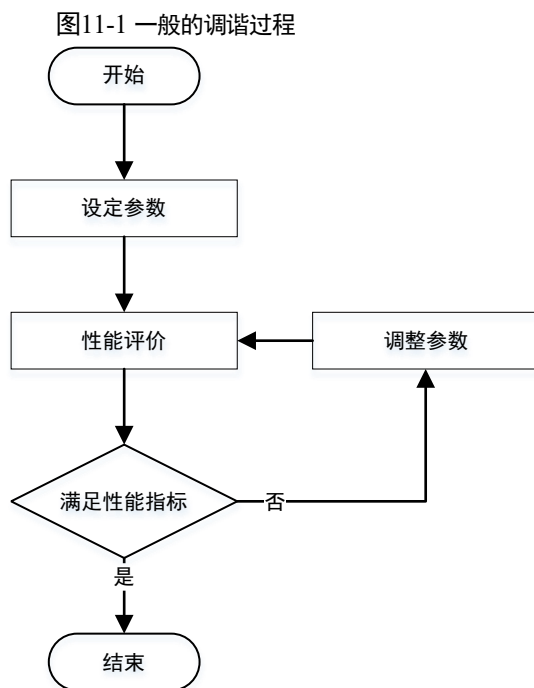 图11-1 一般的调谐过程
开始
设定参数
性能评价
调整参数
满足性能指标
否
是
结束